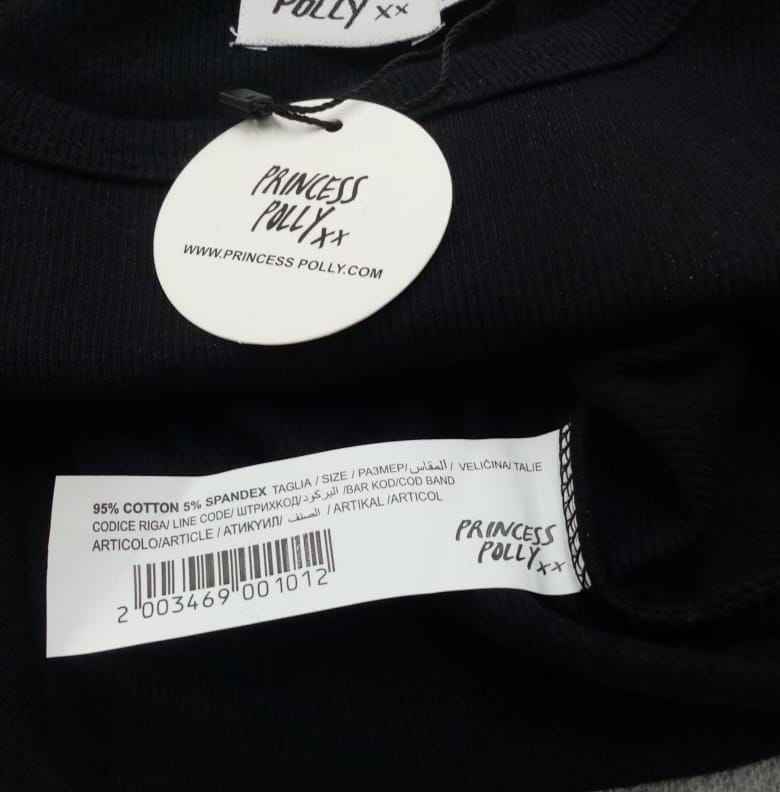 POLLY xx
PRINCESS
POLLY xx
WWW.PRINCESS POLLY.COM
95% COTTON 5% SPANDEX TAGLIA / SIZE / РАЗМЕР/ المقاس / VELIČINA/ TALIE
CODICE RIGA/ LINE CODE/ ШТРИХКОД/ البركود /BAR KOD/COD BAND
ARTICOLO/ARTICLE / АТИКУИЛ/ الصنف / ARTIKAL /ARTICOL
PRINCESS
POLLY xx
2 003469 001012